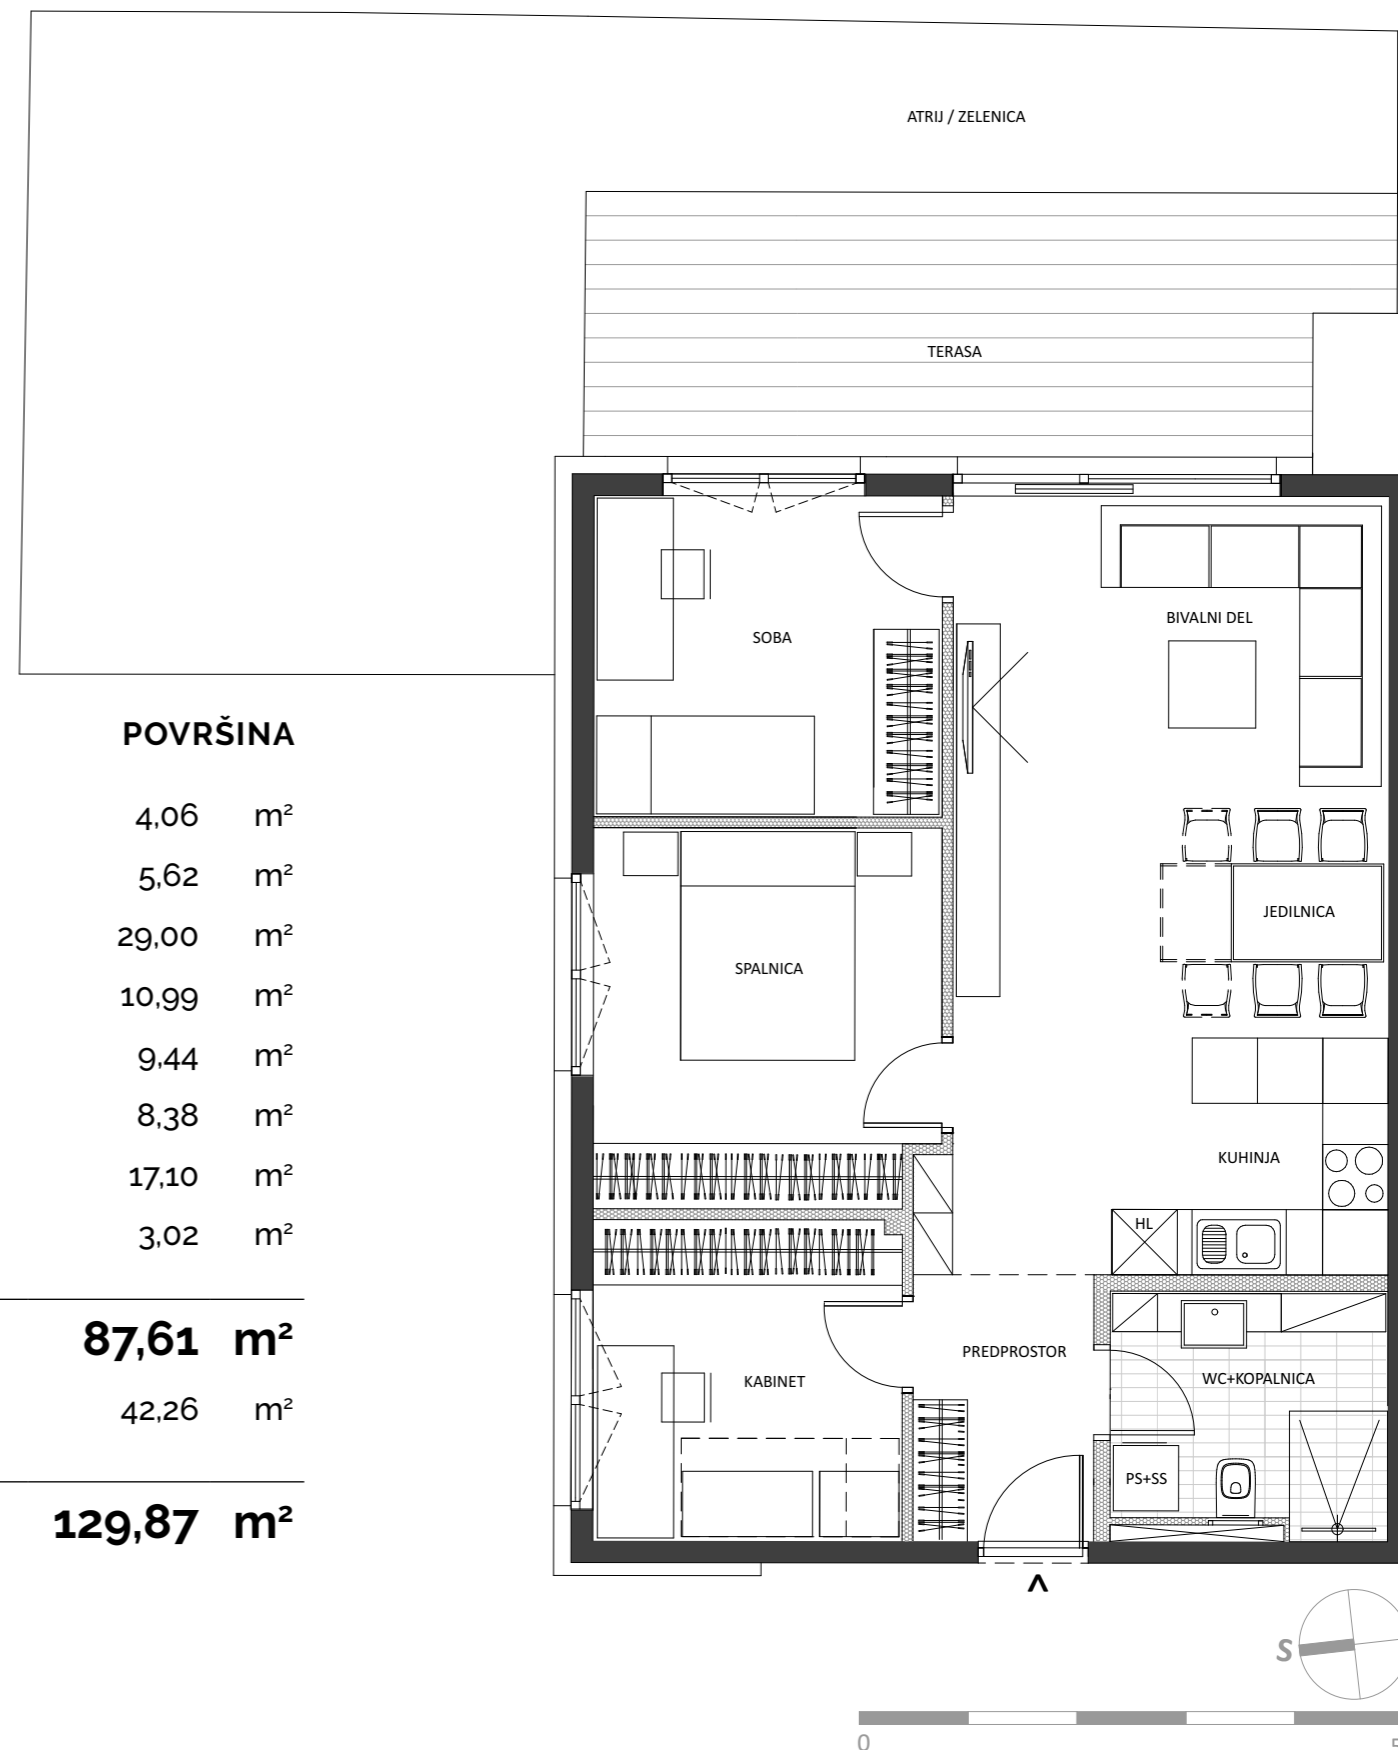 ATRIJ / ZELENICA
TERASA
SOBA
BIVALNI DEL
JEDILNICA
SPALNICA
KUHINJA
HL
PREDPROSTOR
WC+KOPALNICA
KABINET
PS+SS
POVRŠINA
4,06 m²
5,62 m²
29,00 m²
10,99 m²
9,44 m²
8,38 m²
17,10 m²
3,02 m²
87,61 m²
42,26 m²
129,87 m²
S
0